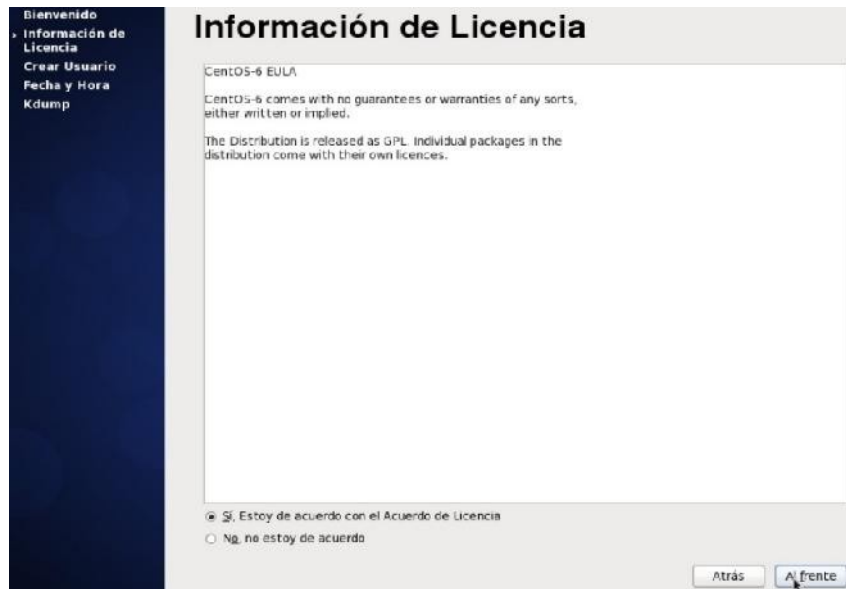 Bienvenido
Información de
Licencia
Crear Usuario
Fecha y Hora
Kdump
Información de Licencia
CentOS-6 EULA
CentOS-6 comes with no guarantees or warranties of any sorts,
either written or implied.
The Distribution is released as GPL. Individual packages in the
distribution come with their own licences.
Sí, Estoy de acuerdo con el Acuerdo de Licencia
No, no estoy de acuerdo
Atrás
Al frente